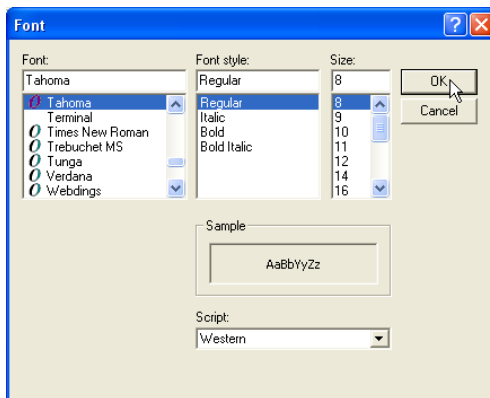 Font
Font: Font style: Size:
Tahoma Regular 8 OK
Tahoma Regular 8 Cancel
Terminal Italic 9
Times New Roman Bold 10
Trebuchet MS Bold Italic 11
Tunga 12
Verdana 14
Webdings 16
Sample
AaBbYyZz
Script:
Western